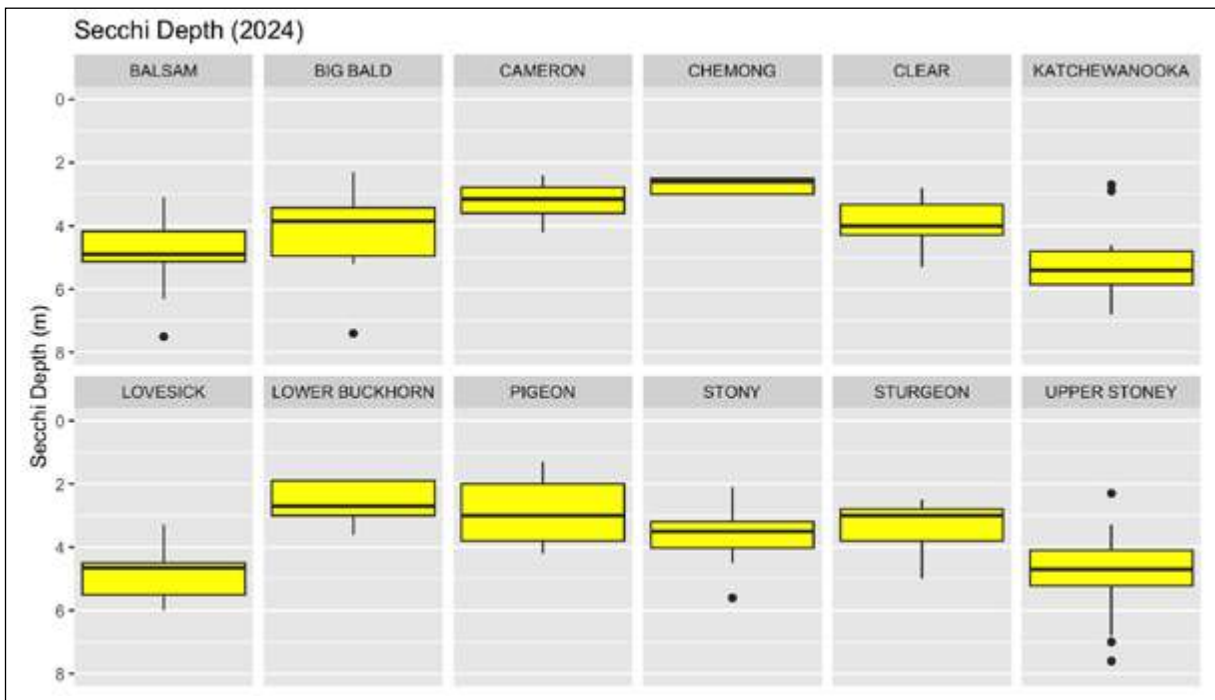 Secchi Depth (2024)
BALSAM BIG BALD CAMERON CHEMONG CLEAR KATCHEWANOOKA
0
2
4
6
8
LOVESICK LOWER BUCKHORN PIGEON STONY STURGEON UPPER STONEY
0
2
4
6
8
Secchi Depth (m)